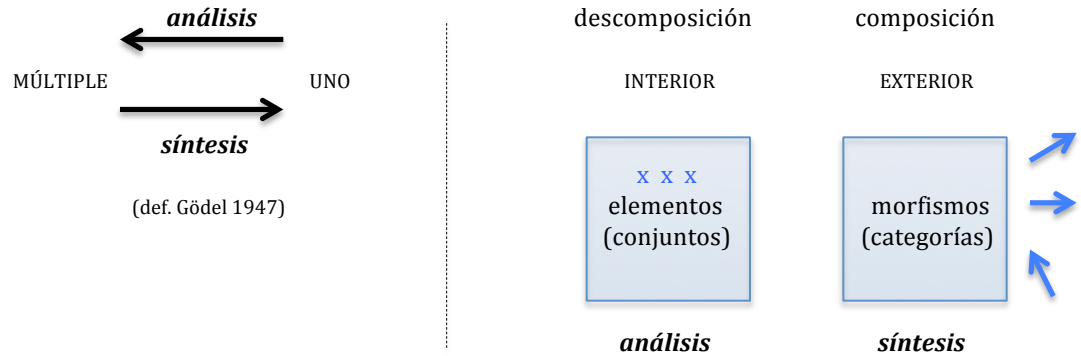 análisis
MÚLTIPLE UNO
síntesis
(def. Gödel 1947)
descomposición composición
INTERIOR EXTERIOR
x x x
elementos
(conjuntos)
morfismos
(categorías)
análisis síntesis